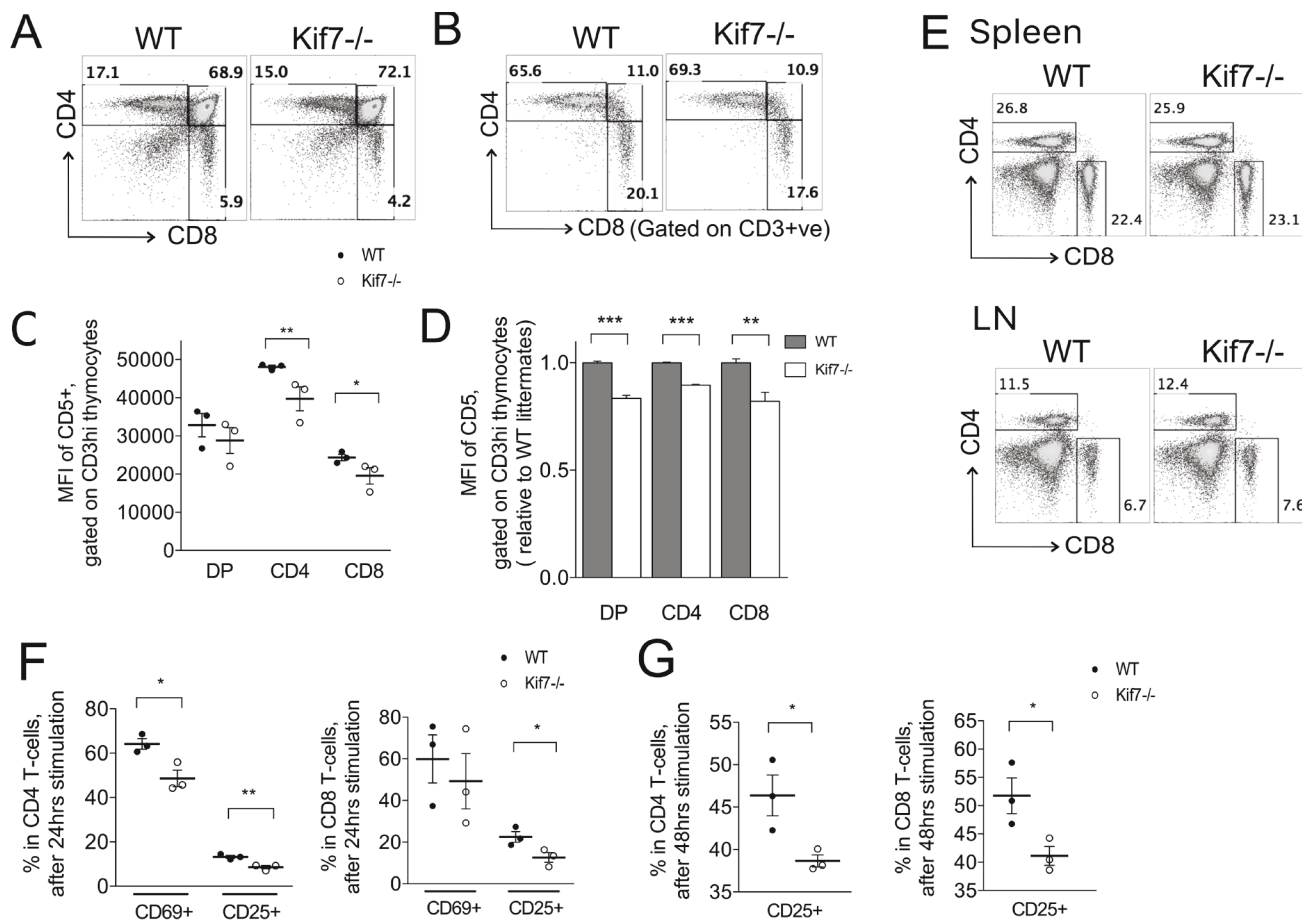 A
WT
Kif7-/-
17.1
68.9
15.0
72.1
5.9
4.2
CD4
CD8
WT
Kif7-/-
B
WT
Kif7-/-
65.6
11.0
69.3
10.9
20.1
17.6
CD4
CD8 (Gated on CD3+ve)
C
MFI of CD5+,
gated on CD3hi thymocytes
50000
40000
30000
20000
10000
0
**
*
DP
CD4
CD8
D
MFI of CD5,
gated on CD3hi thymocytes
( relative to WT littermates)
1.0
0.5
0.0
***
***
**
WT
Kif7-/-
DP
CD4
CD8
E
Spleen
WT
Kif7-/-
26.8
25.9
22.4
23.1
CD4
CD8
LN
WT
Kif7-/-
11.5
12.4
6.7
7.6
CD4
CD8
F
WT
Kif7-/-
% in CD4 T-cells,
after 24hrs stimulation
80
60
40
20
0
*
**
CD69+
CD25+
% in CD8 T-cells,
after 24hrs stimulation
80
60
40
20
0
*
CD69+
CD25+
G
WT
Kif7-/-
% in CD4 T-cells,
after 48hrs stimulation
55
50
45
40
35
*
CD25+
% in CD8 T-cells,
after 48hrs stimulation
65
60
55
50
45
40
35
*
CD25+